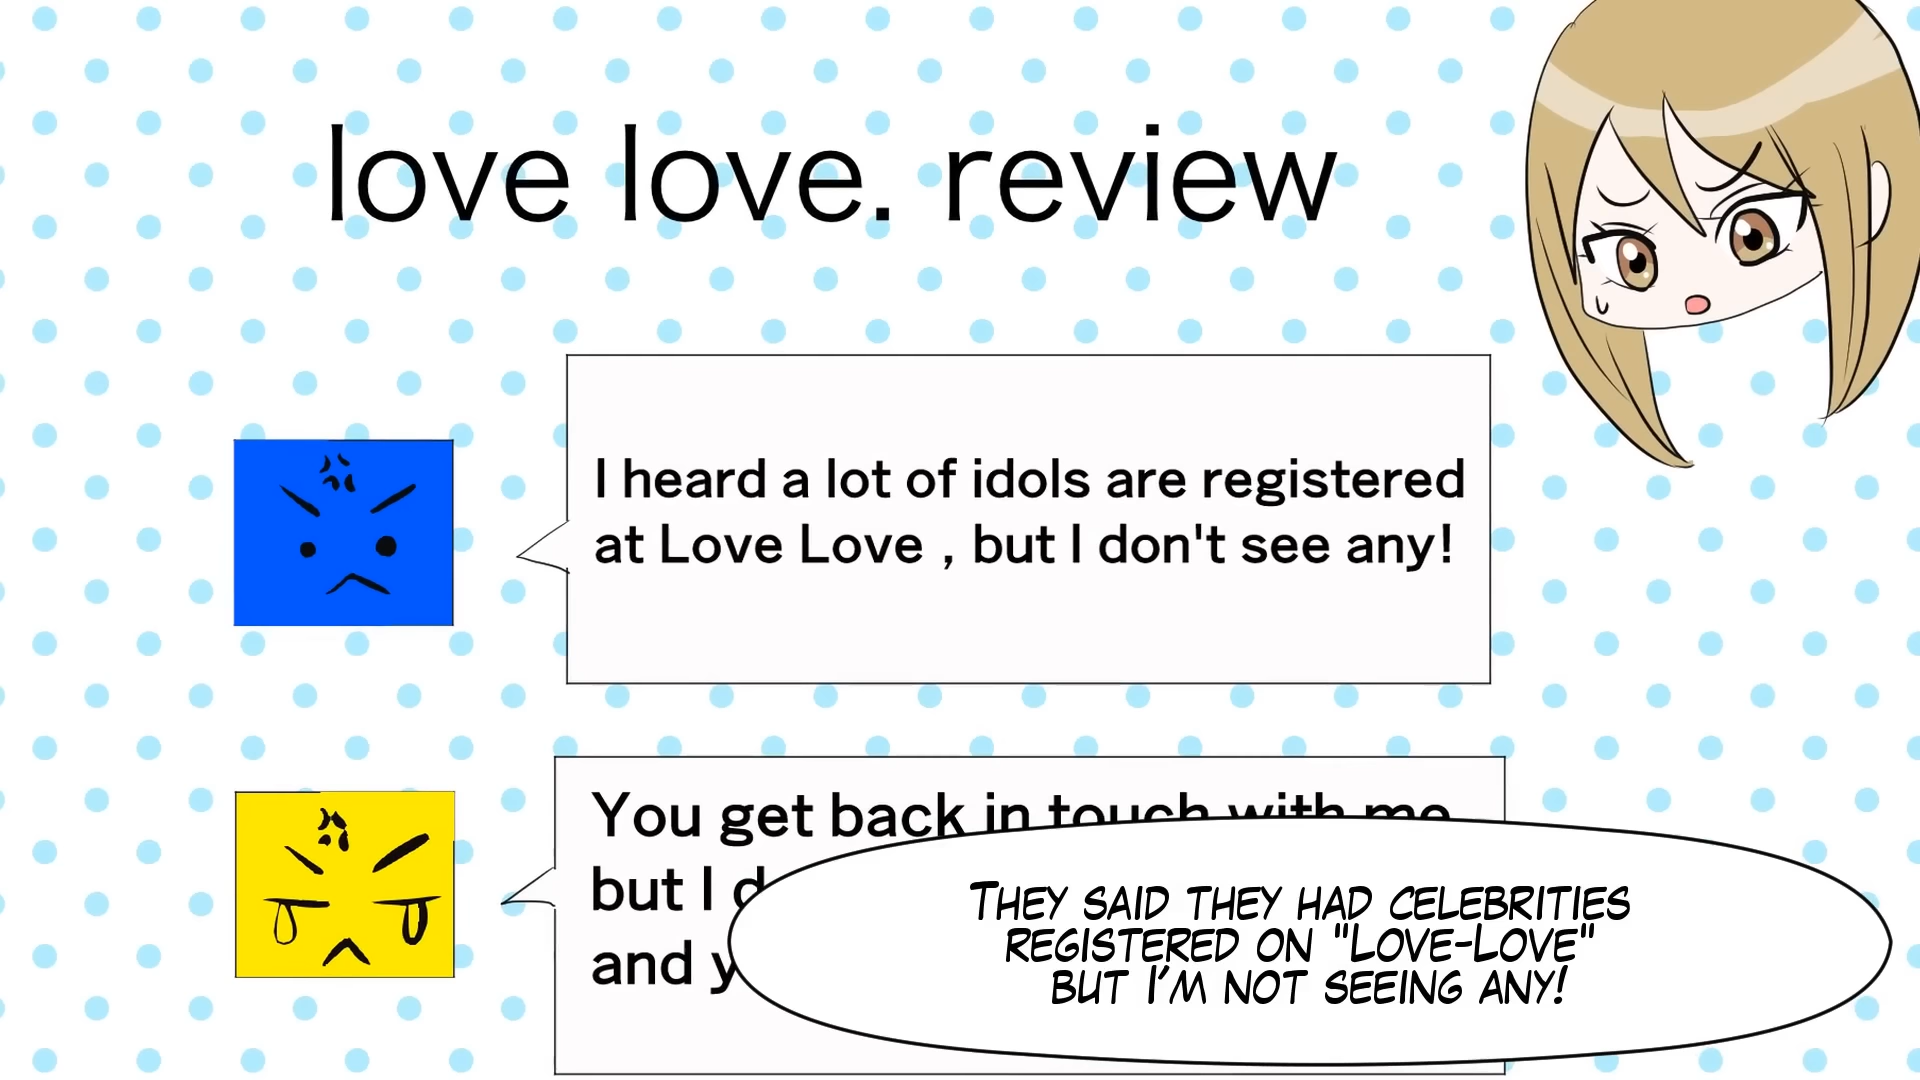 love love. review
I heard a lot of idols are registered
at Love Love , but I don't see any!
You get back in touch with me
but I
and
THEY SAID THEY HAD CELEBRITIES
REGISTERED ON "LOVE-LOVE"
BUT I'M NOT SEEING ANY!